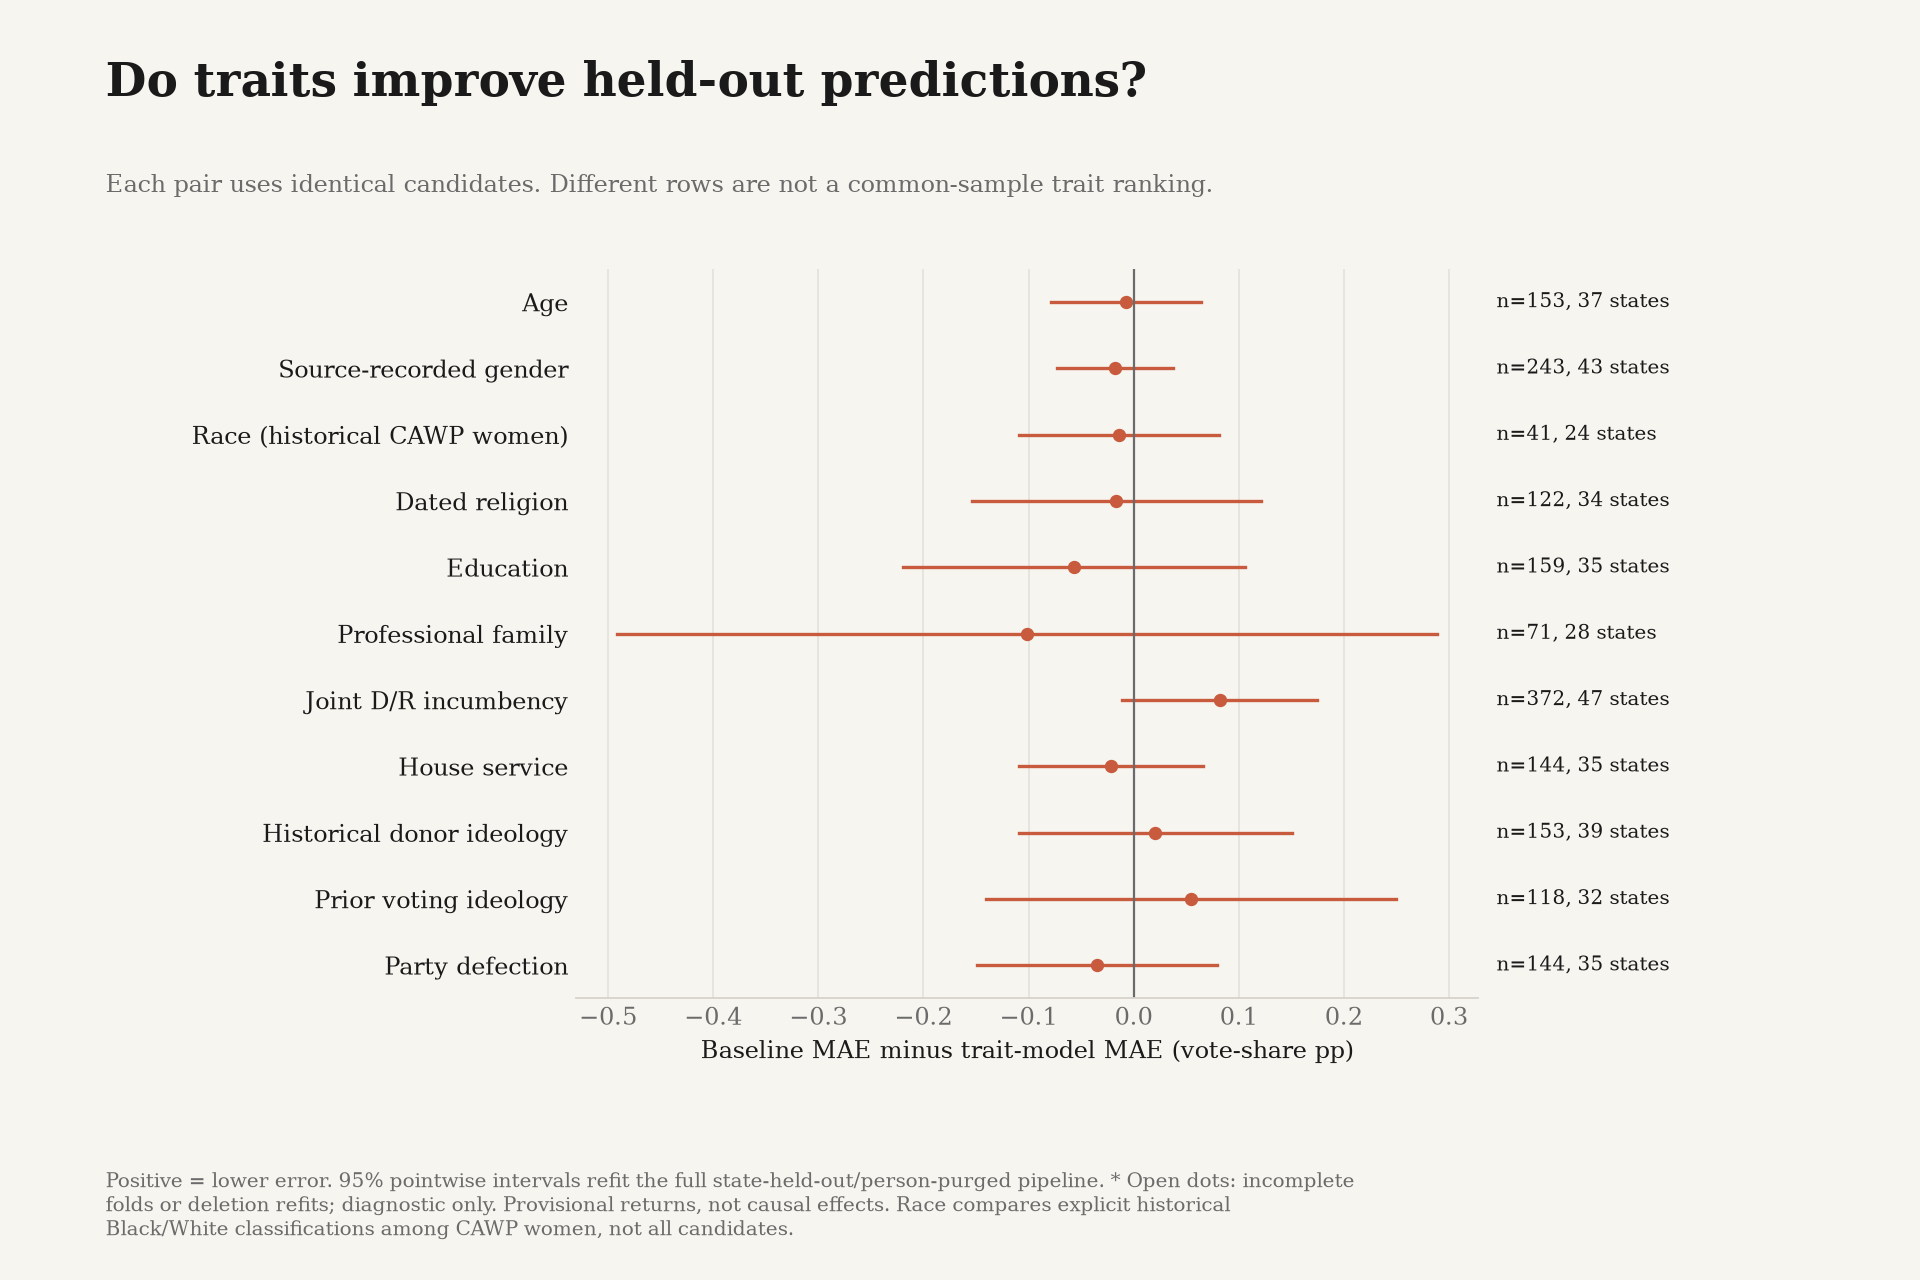 Do traits improve held-out predictions?
Each pair uses identical candidates. Different rows are not a common-sample trait ranking.
Age
n=153, 37 states
Source-recorded gender
n=243, 43 states
Race (historical CAWP women)
n=41, 24 states
Dated religion
n=122, 34 states
Education
n=159, 35 states
Professional family
n=71, 28 states
Joint D/R incumbency
n=372, 47 states
House service
n=144, 35 states
Historical donor ideology
n=153, 39 states
Prior voting ideology
n=118, 32 states
Party defection
n=144, 35 states
−0.5 −0.4 −0.3 −0.2 −0.1 0.0 0.1 0.2 0.3
Baseline MAE minus trait-model MAE (vote-share pp)
Positive = lower error. 95% pointwise intervals refit the full state-held-out/person-purged pipeline. * Open dots: incomplete
folds or deletion refits; diagnostic only. Provisional returns, not causal effects. Race compares explicit historical
Black/White classifications among CAWP women, not all candidates.